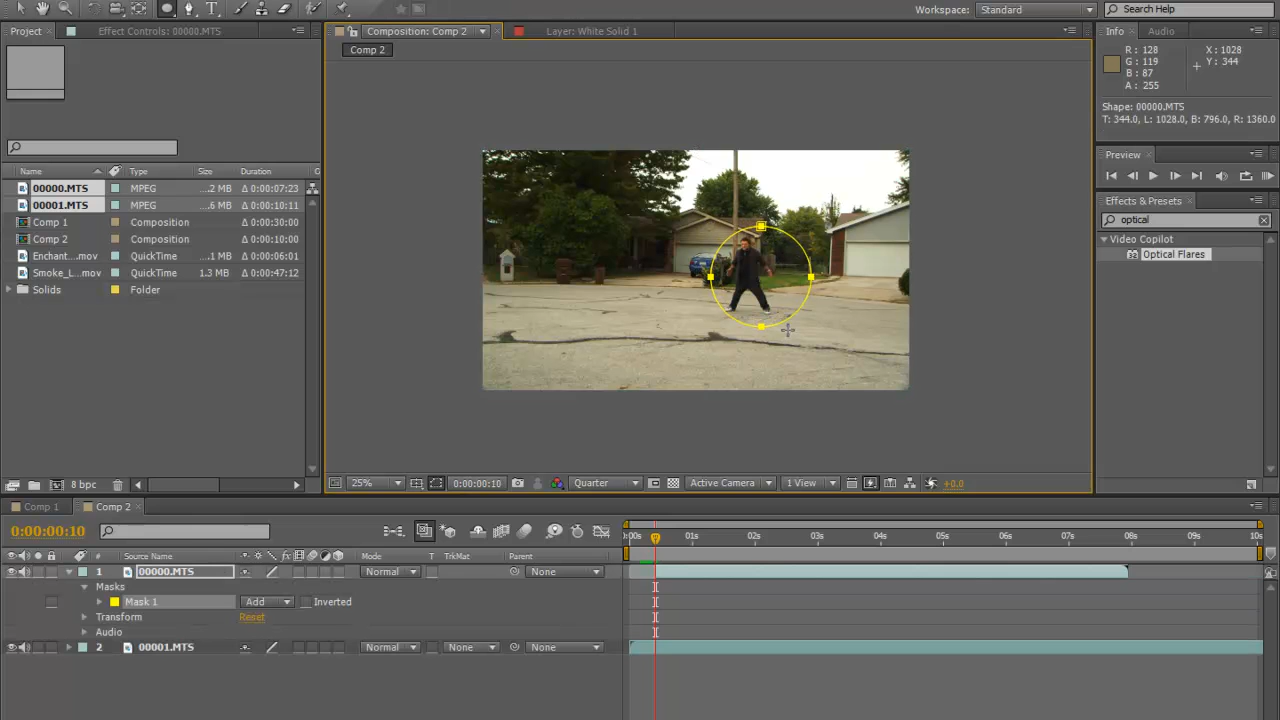 Workspace: Standard Search Help
Project Effect Controls: 00000.MTS
Composition: Comp 2 Layer: White Solid 1
Comp 2
Info Audio
R: 128 X: 1028
G: 119 Y: 344
B: 87
A: 255
Shape: 00000.MTS
T: 344.0, L: 1028.0, B: 796.0, R: 1360.0
Preview
Effects & Presets
optical
Video Copilot
32 Optical Flares
Name Type Size Duration
00000.MTS MPEG ...2 MB Δ 0:00:07:23
00001.MTS MPEG ...6 MB Δ 0:00:10:11
Comp 1 Composition Δ 0:00:30:00
Comp 2 Composition Δ 0:00:10:00
Enchant...mov QuickTime ...1 MB Δ 0:00:06:01
Smoke_L...mov QuickTime 1.3 MB Δ 0:00:47:12
Solids Folder
8 bpc
25% 0:00:00:10 Quarter Active Camera 1 View +0.0
Comp 1 Comp 2
0:00:00:10
0:00s 01s 02s 03s 04s 05s 06s 07s 08s 09s 10s
# Source Name Mode T TrkMat Parent
1 00000.MTS Normal None
Masks
Mask 1 Add Inverted
Transform Reset
Audio
2 00001.MTS Normal None None